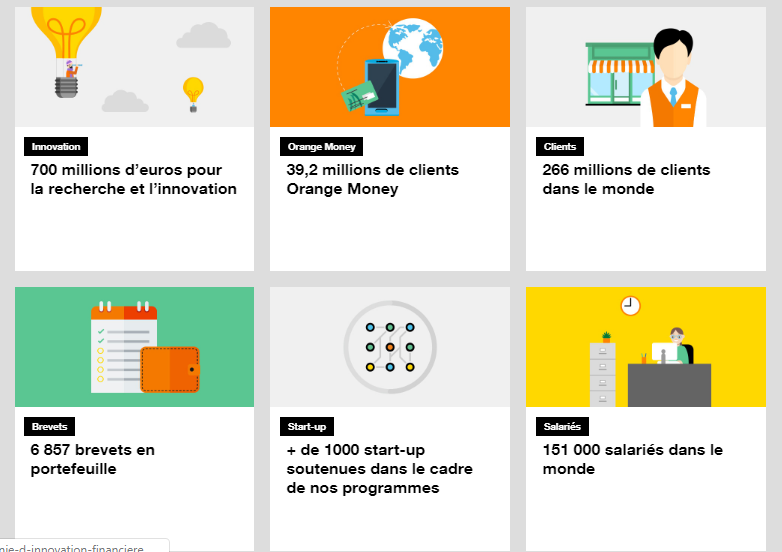 Innovation
700 millions d’euros pour
la recherche et l’innovation
Orange Money
39,2 millions de clients
Orange Money
Clients
266 millions de clients
dans le monde
Brevets
6 857 brevets en
portefeuille
Start-up
+ de 1000 start-up
soutenues dans le cadre
de nos programmes
Salariés
151 000 salariés dans le
monde
nie-d-innovation-financiere